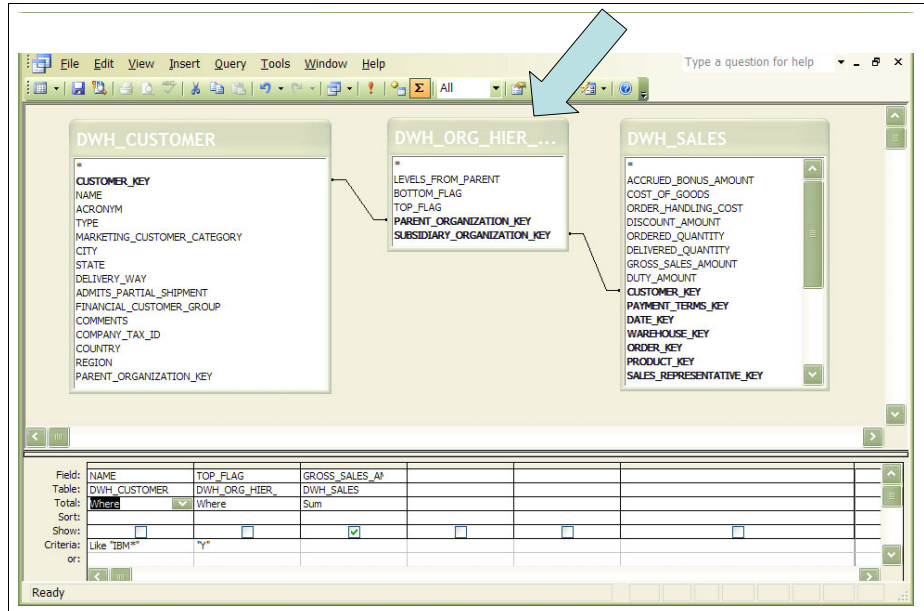 File Edit View Insert Query Tools Window Help Type a question for help
Σ All
DWH_CUSTOMER
*
CUSTOMER_KEY
NAME
ACRONYM
TYPE
MARKETING_CUSTOMER_CATEGORY
CITY
STATE
DELIVERY_WAY
ADMITS_PARTIAL_SHIPMENT
FINANCIAL_CUSTOMER_GROUP
COMMENTS
COMPANY_TAX_ID
COUNTRY
REGION
PARENT_ORGANIZATION_KEY
DWH_ORG_HIER_...
*
LEVELS_FROM_PARENT
BOTTOM_FLAG
TOP_FLAG
PARENT_ORGANIZATION_KEY
SUBSIDIARY_ORGANIZATION_KEY
DWH_SALES
*
ACCRUED_BONUS_AMOUNT
COST_OF_GOODS
ORDER_HANDLING_COST
DISCOUNT_AMOUNT
ORDERED_QUANTITY
DELIVERED_QUANTITY
GROSS_SALES_AMOUNT
DUTY_AMOUNT
CUSTOMER_KEY
PAYMENT_TERMS_KEY
DATE_KEY
WAREHOUSE_KEY
ORDER_KEY
PRODUCT_KEY
SALES_REPRESENTATIVE_KEY
Field: NAME TOP_FLAG GROSS_SALES_AM
Table: DWH_CUSTOMER DWH_ORG_HIER_ DWH_SALES
Total: Where Where Sum
Sort:
Show:
Criteria: Like "IBM*" "Y"
or:
Ready